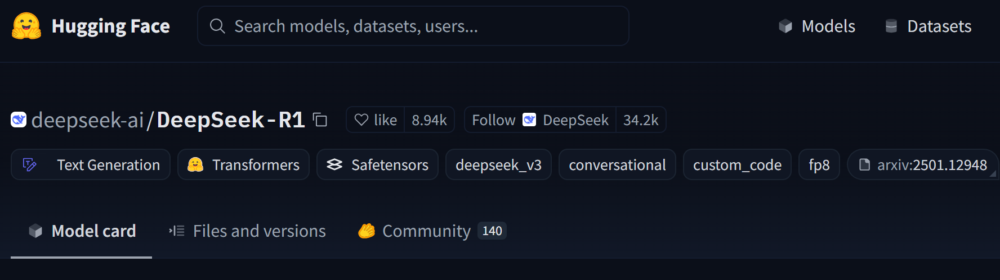 Hugging Face Search models, datasets, users... Models Datasets
deepseek-ai/DeepSeek-R1 like 8.94k Follow DeepSeek 34.2k
Text Generation Transformers Safetensors deepseek_v3 conversational custom_code fp8 arxiv:2501.12948
Model card Files and versions Community 140